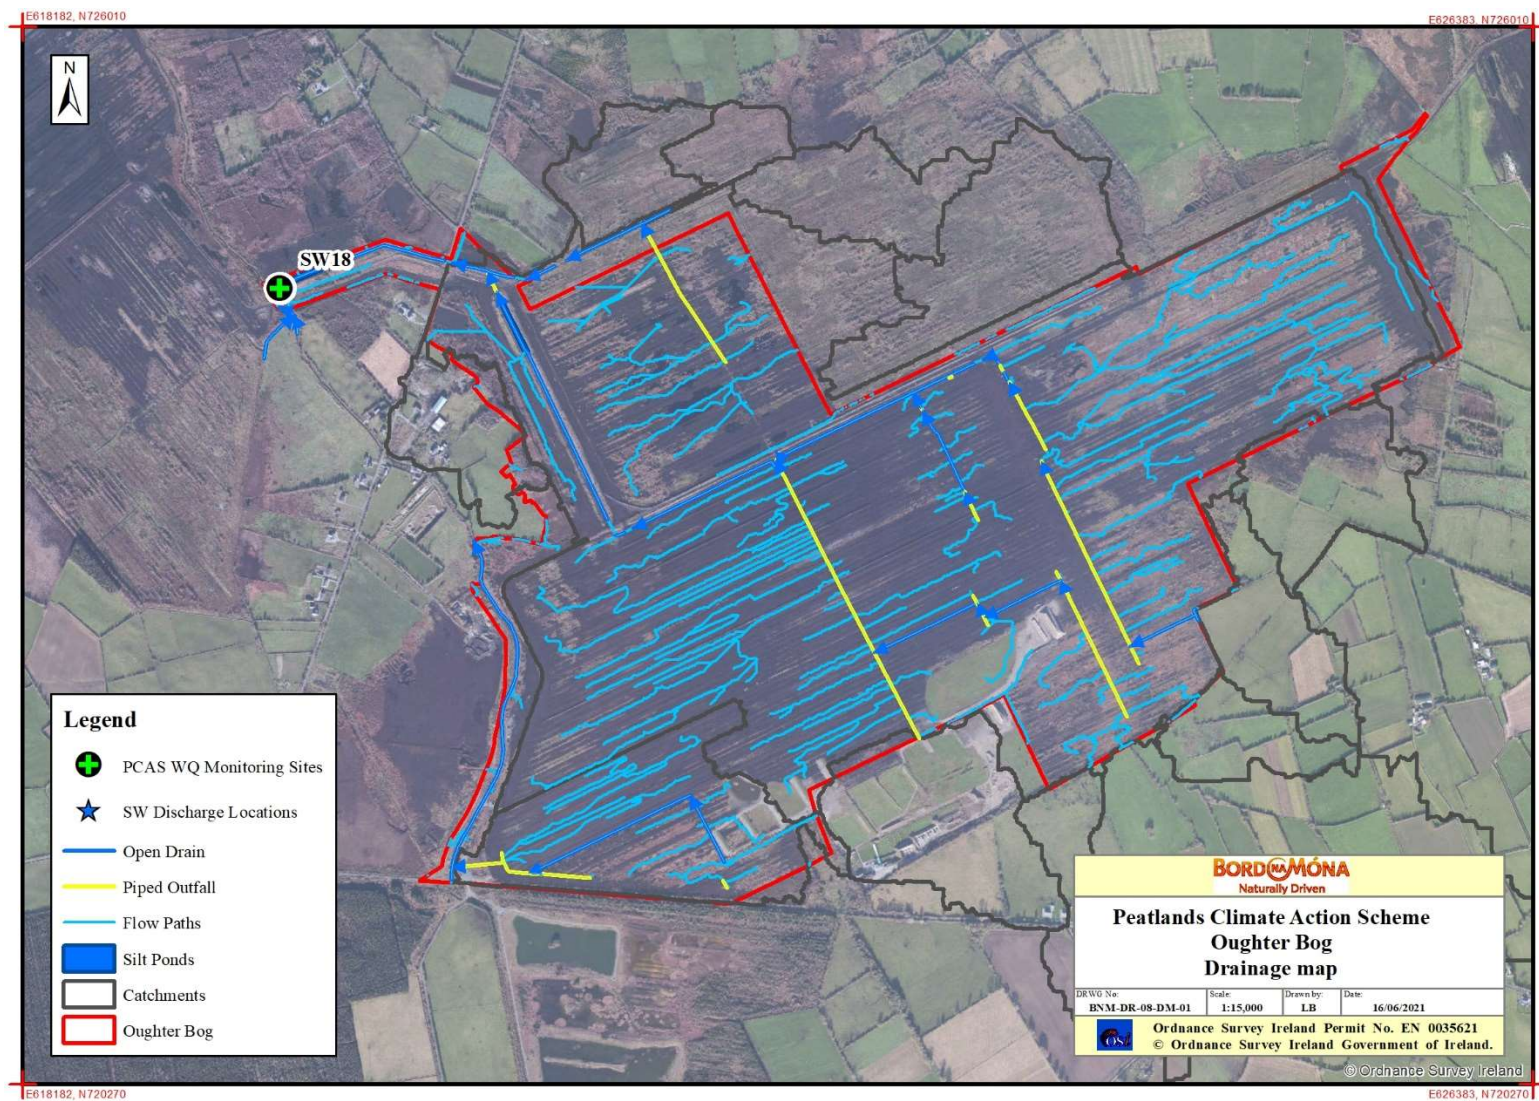 E618182, N726010
E626383, N726010
N
SW18
Legend
PCAS WQ Monitoring Sites
SW Discharge Locations
Open Drain
Piped Outfall
Flow Paths
Silt Ponds
Catchments
Oughter Bog
BORD NA MÓNA
Naturally Driven
Peatlands Climate Action Scheme
Oughter Bog
Drainage map
DRWG No: Scale: Drawn by: Date:
BNM-DR-08-DM-01 1:15,000 LB 16/06/2021
OSi
Ordnance Survey Ireland Permit No. EN 0035621
© Ordnance Survey Ireland Government of Ireland.
© Ordnance Survey Ireland
E618182, N720270
E626383, N720270